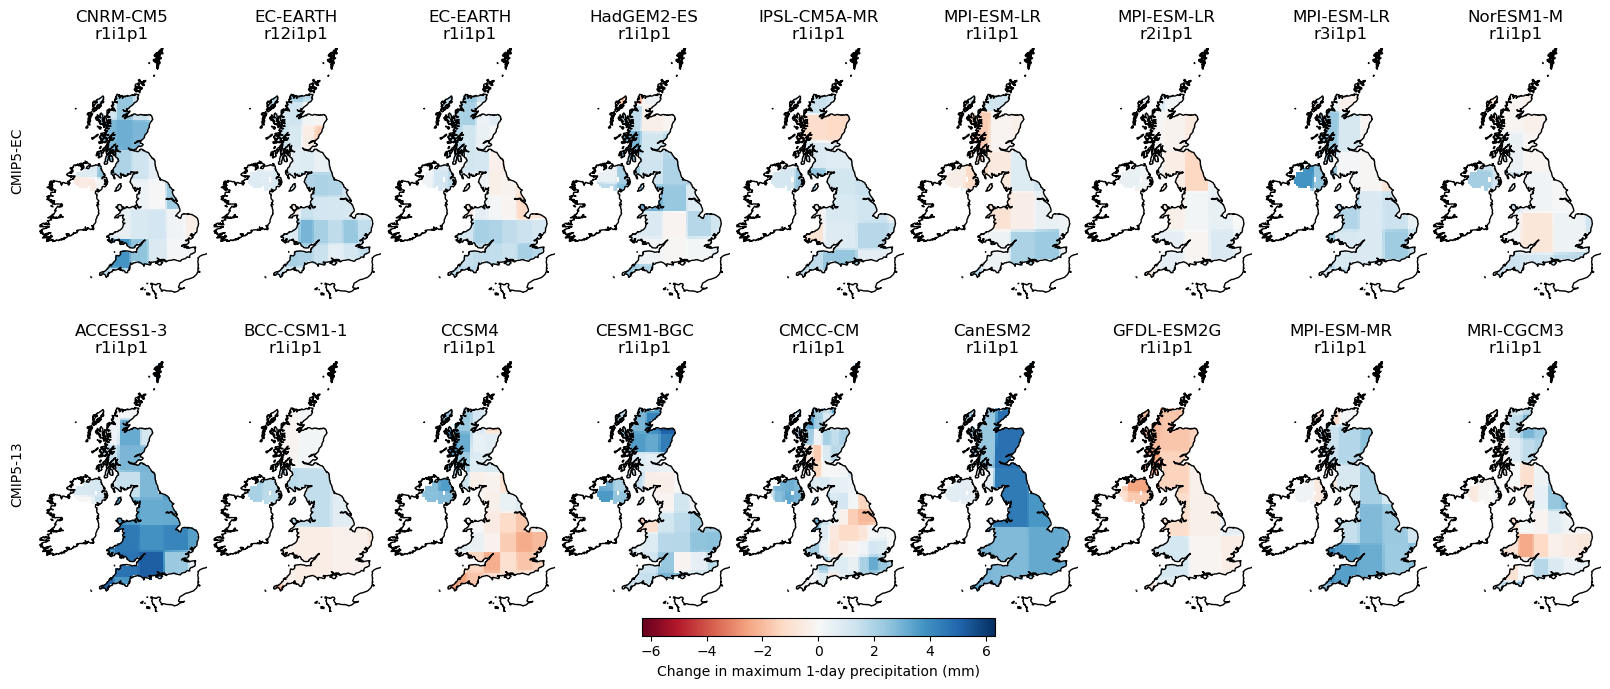 CNRM-CM5 EC-EARTH EC-EARTH HadGEM2-ES IPSL-CM5A-MR MPI-ESM-LR MPI-ESM-LR MPI-ESM-LR NorESM1-M
r1i1p1 r12i1p1 r1i1p1 r1i1p1 r1i1p1 r1i1p1 r2i1p1 r3i1p1 r1i1p1
CMIP5-EC
ACCESS1-3 BCC-CSM1-1 CCSM4 CESM1-BGC CMCC-CM CanESM2 GFDL-ESM2G MPI-ESM-MR MRI-CGCM3
r1i1p1 r1i1p1 r1i1p1 r1i1p1 r1i1p1 r1i1p1 r1i1p1 r1i1p1 r1i1p1
CMIP5-13
−6 −4 −2 0 2 4 6
Change in maximum 1-day precipitation (mm)